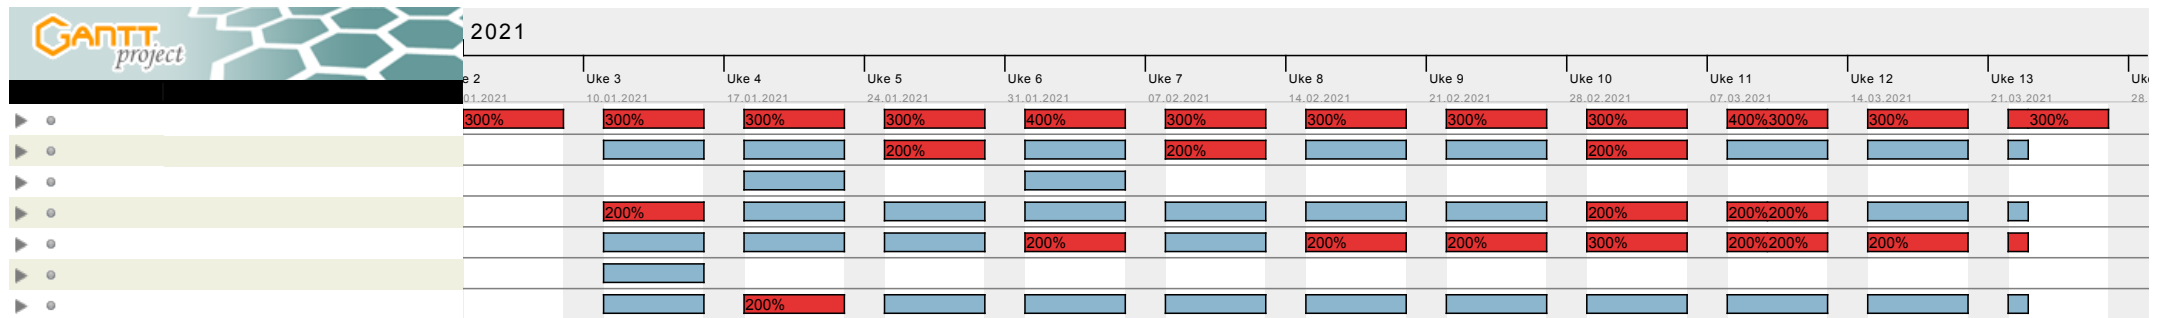 GANTT project
2021
e 2 Uke 3 Uke 4 Uke 5 Uke 6 Uke 7 Uke 8 Uke 9 Uke 10 Uke 11 Uke 12 Uke 13 Uk
01.2021 10.01.2021 17.01.2021 24.01.2021 31.01.2021 07.02.2021 14.02.2021 21.02.2021 28.02.2021 07.03.2021 14.03.2021 21.03.2021 28.
300% 300% 300% 300% 400% 300% 300% 300% 300% 400%300% 300% 300%
200% 200% 200%
200% 200% 200%200%
200% 200% 200% 300% 200%200% 200%
200%